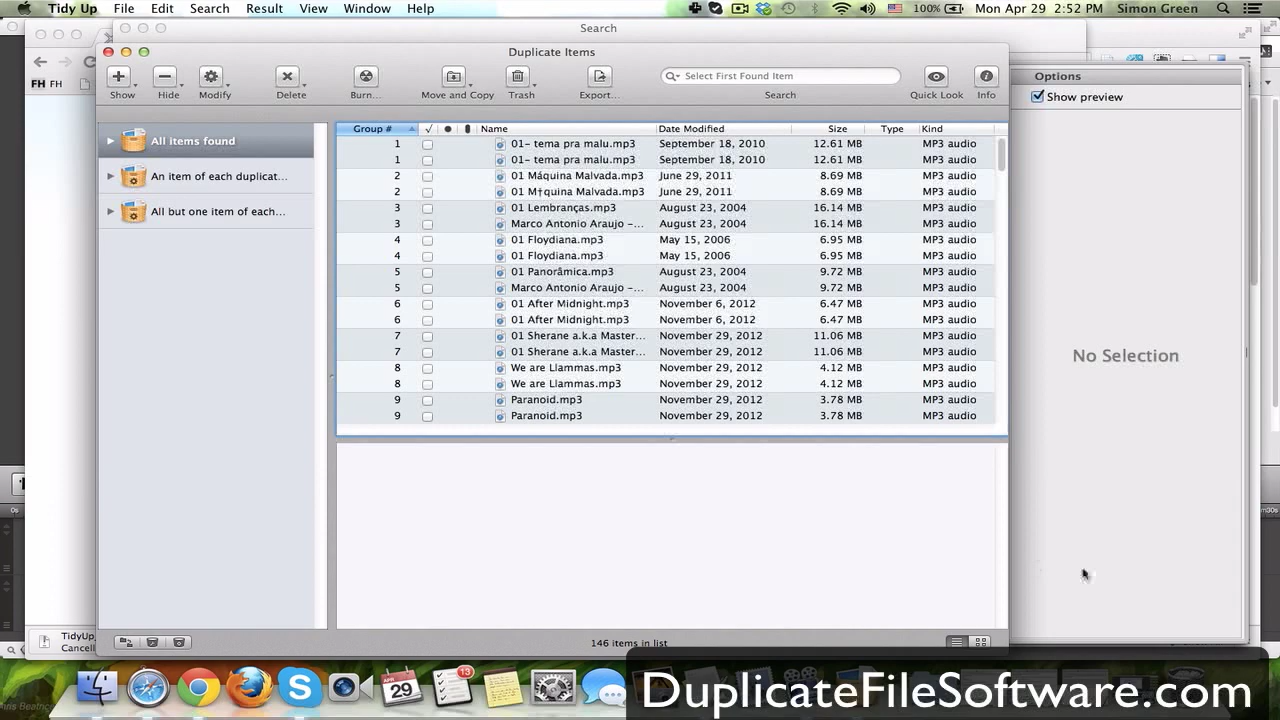 Tidy Up File Edit Search Result View Window Help 100% Mon Apr 29 2:52 PM Simon Green
Search
Duplicate Items
Show Hide Modify Delete Burn... Move and Copy Trash Export... Select First Found Item Search Quick Look Info
FH FH
Options
Show preview
All items found
An item of each duplicat...
All but one item of each...
Group # Name Date Modified Size Type Kind
1 01- tema pra malu.mp3 September 18, 2010 12.61 MB MP3 audio
1 01- tema pra malu.mp3 September 18, 2010 12.61 MB MP3 audio
2 01 Máquina Malvada.mp3 June 29, 2011 8.69 MB MP3 audio
2 01 M†quina Malvada.mp3 June 29, 2011 8.69 MB MP3 audio
3 01 Lembranças.mp3 August 23, 2004 16.14 MB MP3 audio
3 Marco Antonio Araujo -... August 23, 2004 16.14 MB MP3 audio
4 01 Floydiana.mp3 May 15, 2006 6.95 MB MP3 audio
4 01 Floydiana.mp3 May 15, 2006 6.95 MB MP3 audio
5 01 Panorâmica.mp3 August 23, 2004 9.72 MB MP3 audio
5 Marco Antonio Araujo -... August 23, 2004 9.72 MB MP3 audio
6 01 After Midnight.mp3 November 6, 2012 6.47 MB MP3 audio
6 01 After Midnight.mp3 November 6, 2012 6.47 MB MP3 audio
7 01 Sherane a.k.a Master... November 29, 2012 11.06 MB MP3 audio
7 01 Sherane a.k.a Master... November 29, 2012 11.06 MB MP3 audio
8 We are Llammas.mp3 November 29, 2012 4.12 MB MP3 audio
8 We are Llammas.mp3 November 29, 2012 4.12 MB MP3 audio
9 Paranoid.mp3 November 29, 2012 3.78 MB MP3 audio
9 Paranoid.mp3 November 29, 2012 3.78 MB MP3 audio
No Selection
0s
m30s
TidyUp_
Cancell
146 items in list
APR 29
13
DuplicateFileSoftware.com